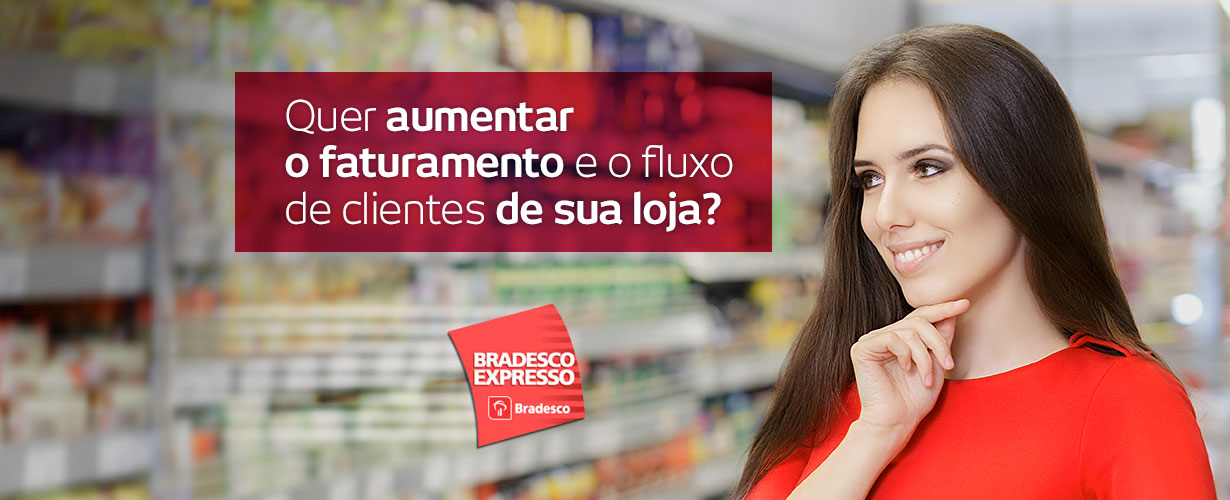 Quer aumentar
o faturamento e o fluxo
de clientes de sua loja?
BRADESCO
EXPRESSO
Bradesco